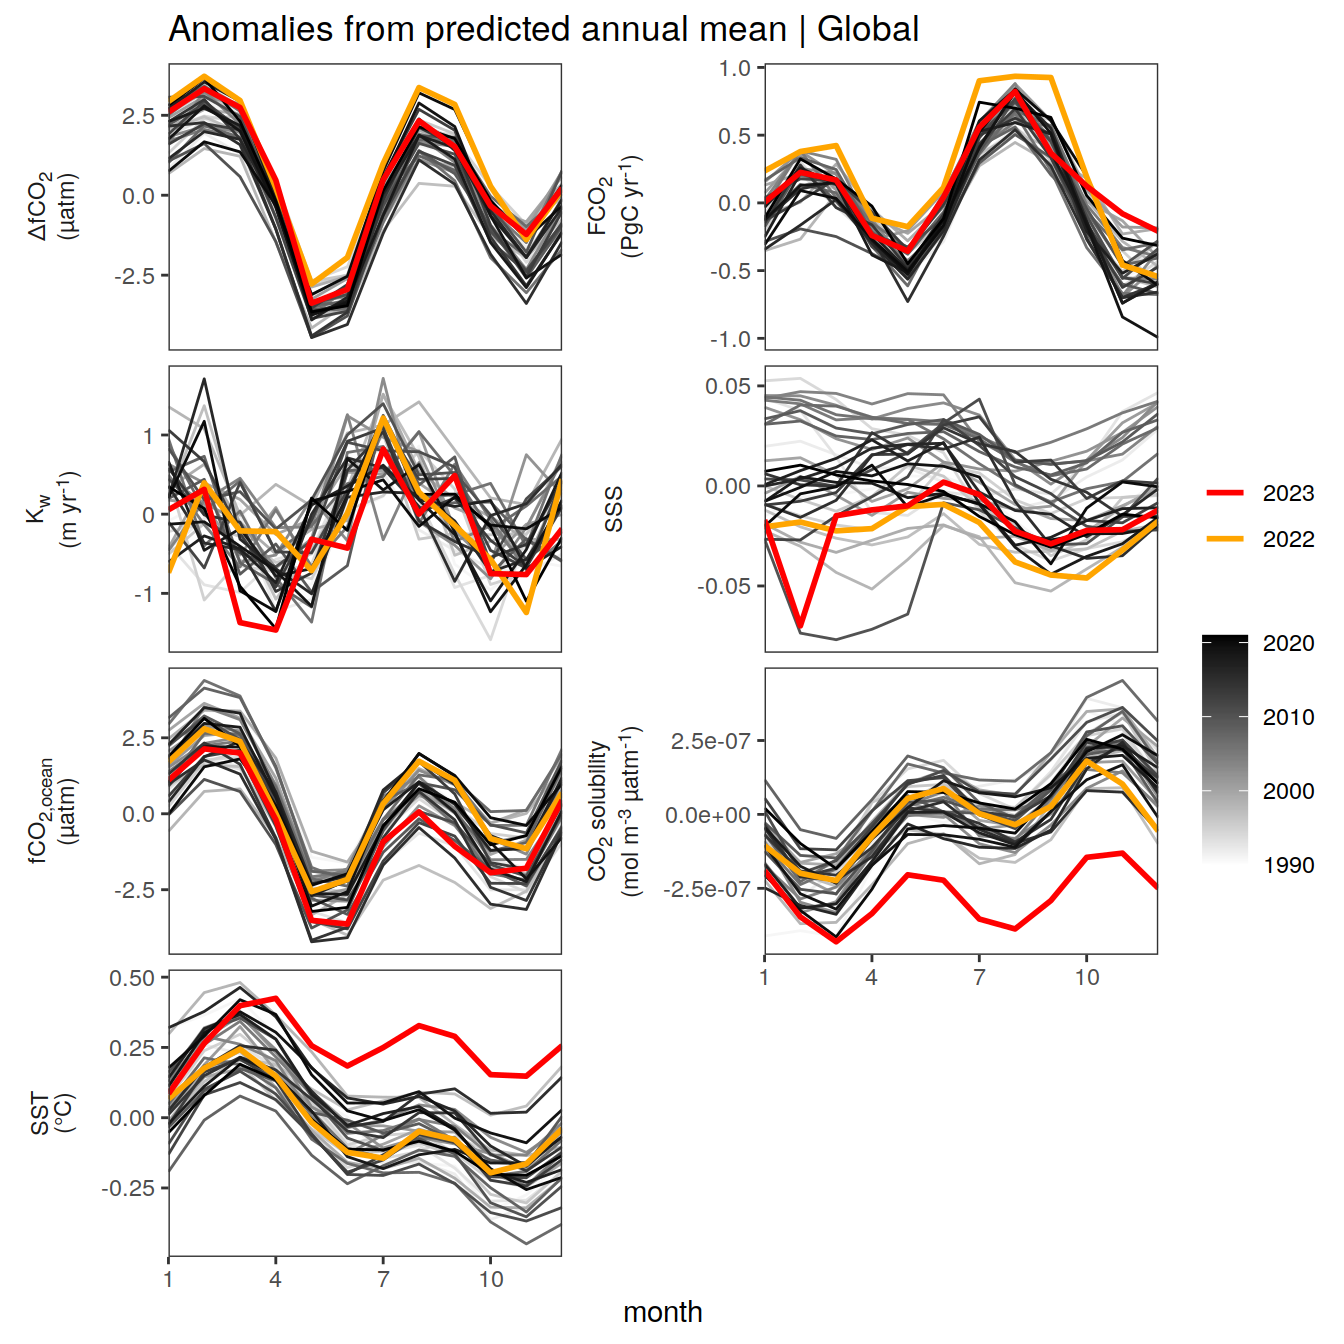 Anomalies from predicted annual mean | Global
ΔfCO2
(µatm)
2.5
0.0
-2.5
FCO2
(PgC yr-1)
1.0
0.5
0.0
-0.5
-1.0
Kw
(m yr-1)
1
0
-1
SSS
0.05
0.00
-0.05
fCO2,ocean
(µatm)
2.5
0.0
-2.5
CO2 solubility
(mol m-3 µatm-1)
2.5e-07
0.0e+00
-2.5e-07
1 4 7 10
SST
(°C)
0.50
0.25
0.00
-0.25
1 4 7 10
month
2023
2022
2020
2010
2000
1990